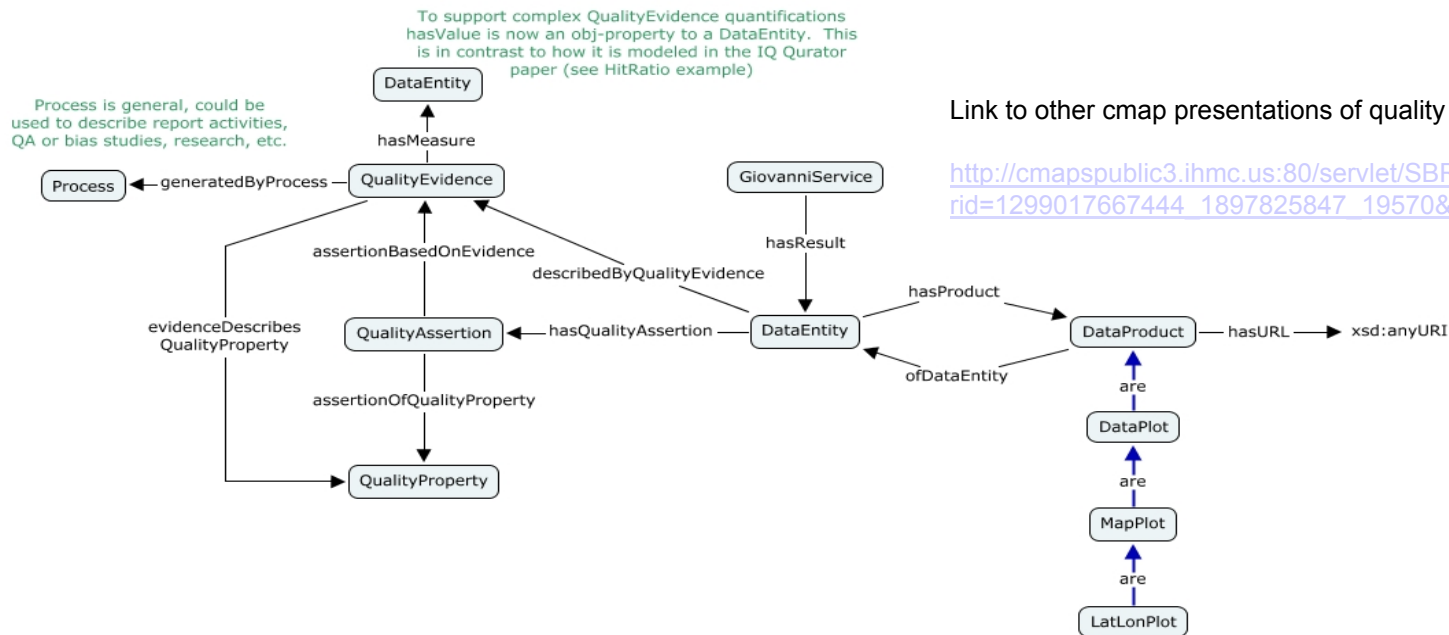 To support complex QualityEvidence quantifications
hasValue is now an obj-property to a DataEntity. This
is in contrast to how it is modeled in the IQ Qurator
paper (see HitRatio example)
DataEntity
Process is general, could be
used to describe report activities,
QA or bias studies, research, etc.
Link to other cmap presentations of quality
hasMeasure
Process
generatedByProcess
QualityEvidence
GiovanniService
http://cmapspublic3.ihmc.us:80/servlet/SBR
rid=1299017667444_1897825847_19570&
assertionBasedOnEvidence
hasResult
describedByQualityEvidence
hasProduct
evidenceDescribes
QualityProperty
QualityAssertion
hasQualityAssertion
DataEntity
DataProduct
hasURL
xsd:anyURI
ofDataEntity
are
assertionOfQualityProperty
DataPlot
QualityProperty
are
MapPlot
are
LatLonPlot